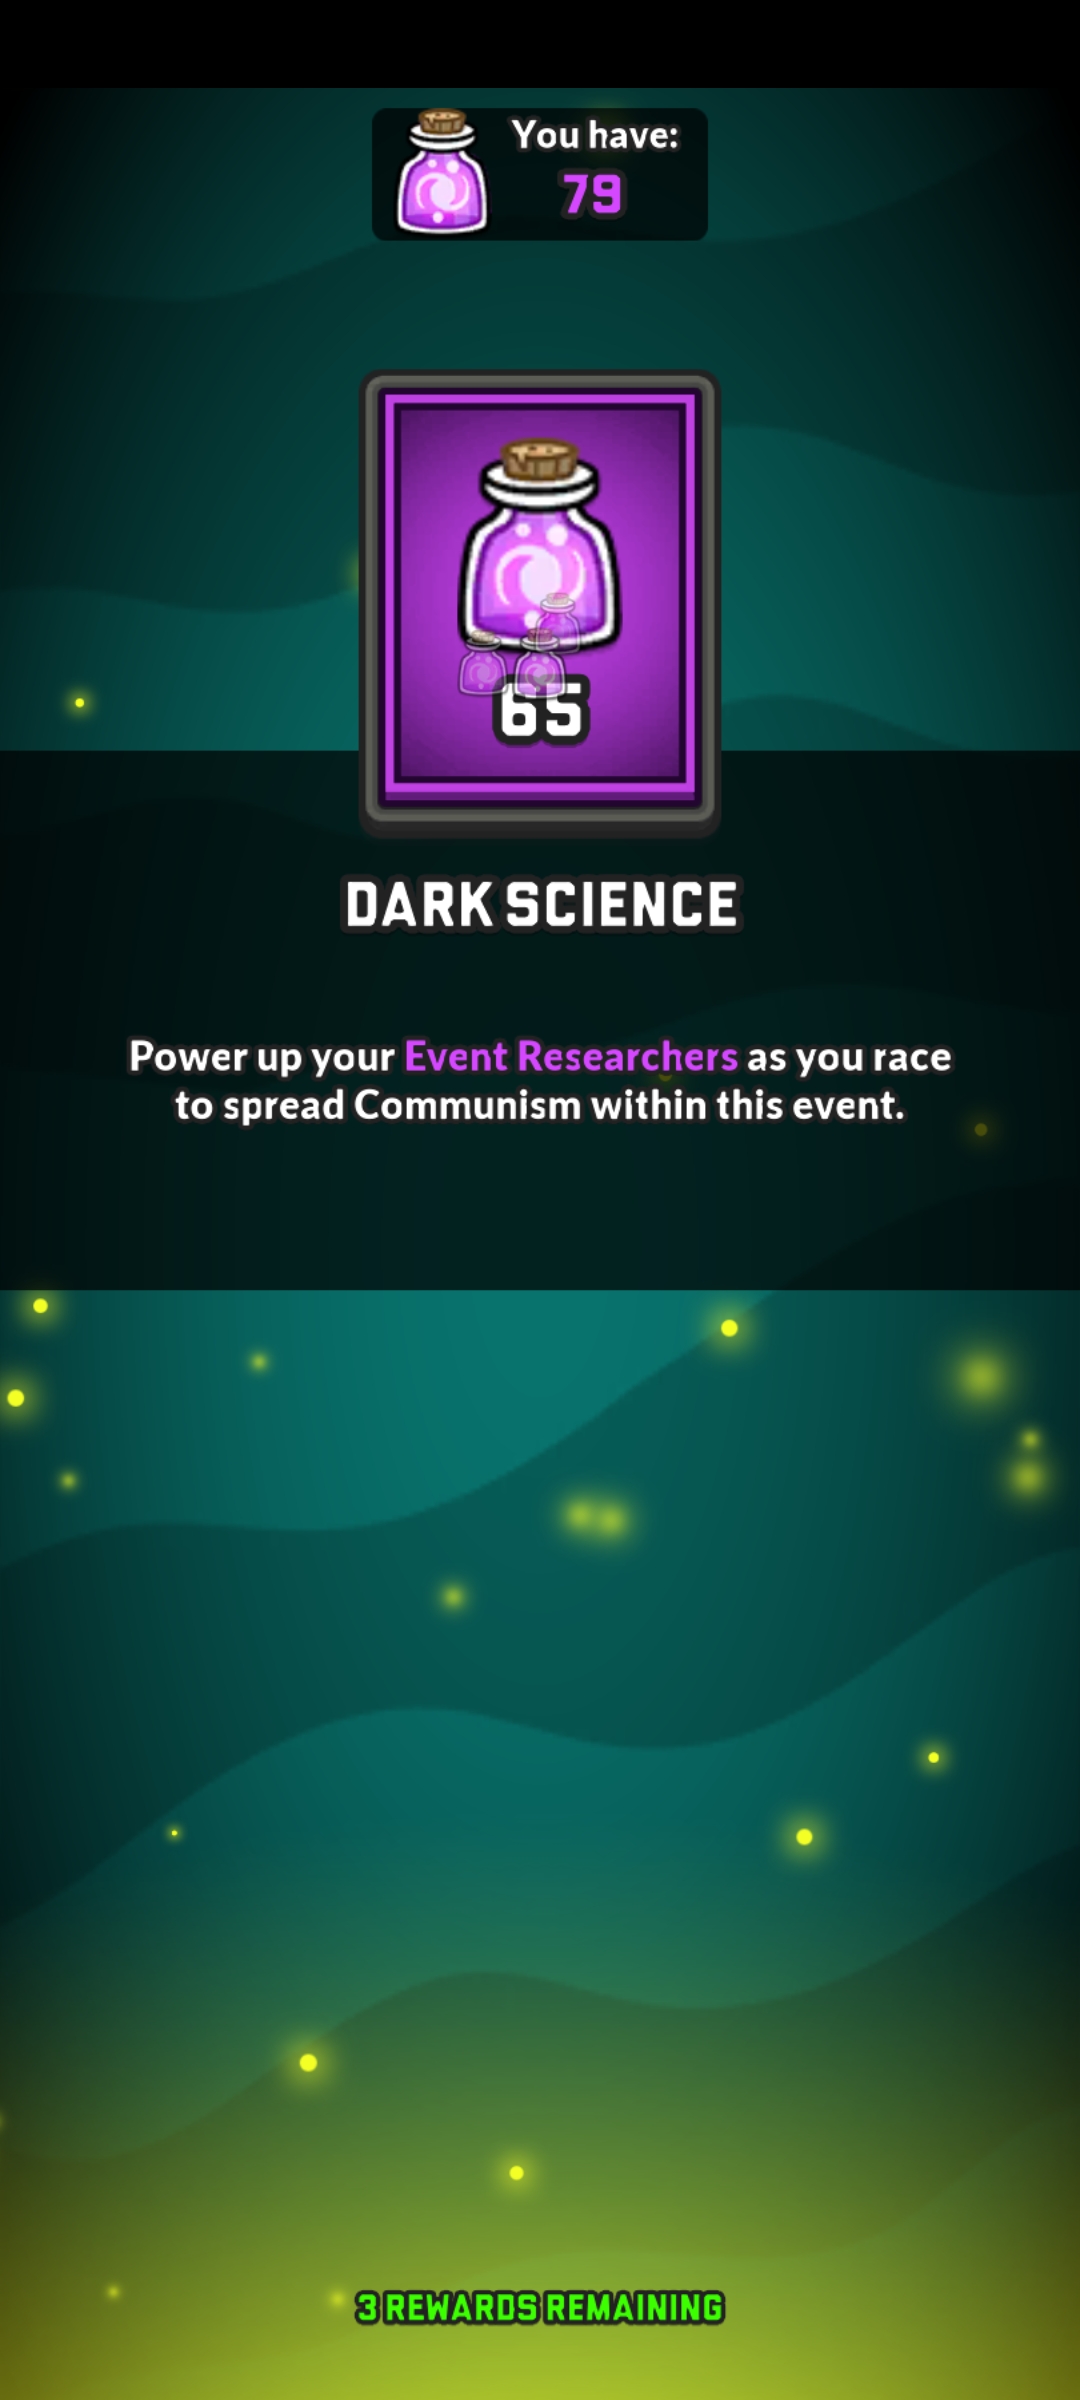 You have:
79
65
DARK SCIENCE
Power up your Event Researchers as you race
to spread Communism within this event.
3 REWARDS REMAINING